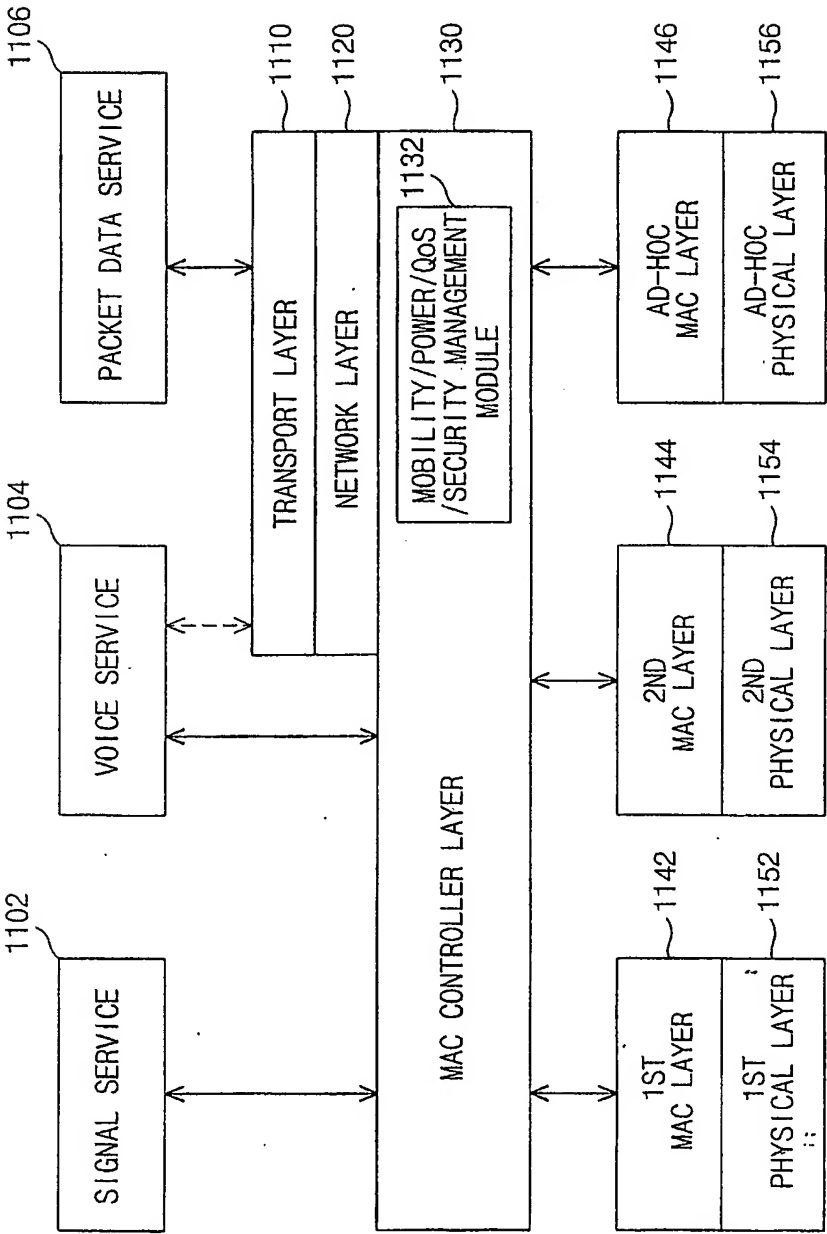 1102
1104
1106
SIGNAL SERVICE
VOICE SERVICE
PACKET DATA SERVICE
TRANSPORT LAYER
1110
NETWORK LAYER
1120
MAC CONTROLLER LAYER
1130
1132
MOBILITY/POWER/QoS
/SECURITY MANAGEMENT
MODULE
1ST
MAC LAYER
1142
2ND
MAC LAYER
1144
AD-HOC
MAC LAYER
1146
1ST
PHYSICAL LAYER
1152
2ND
PHYSICAL LAYER
1154
AD-HOC
PHYSICAL LAYER
1156